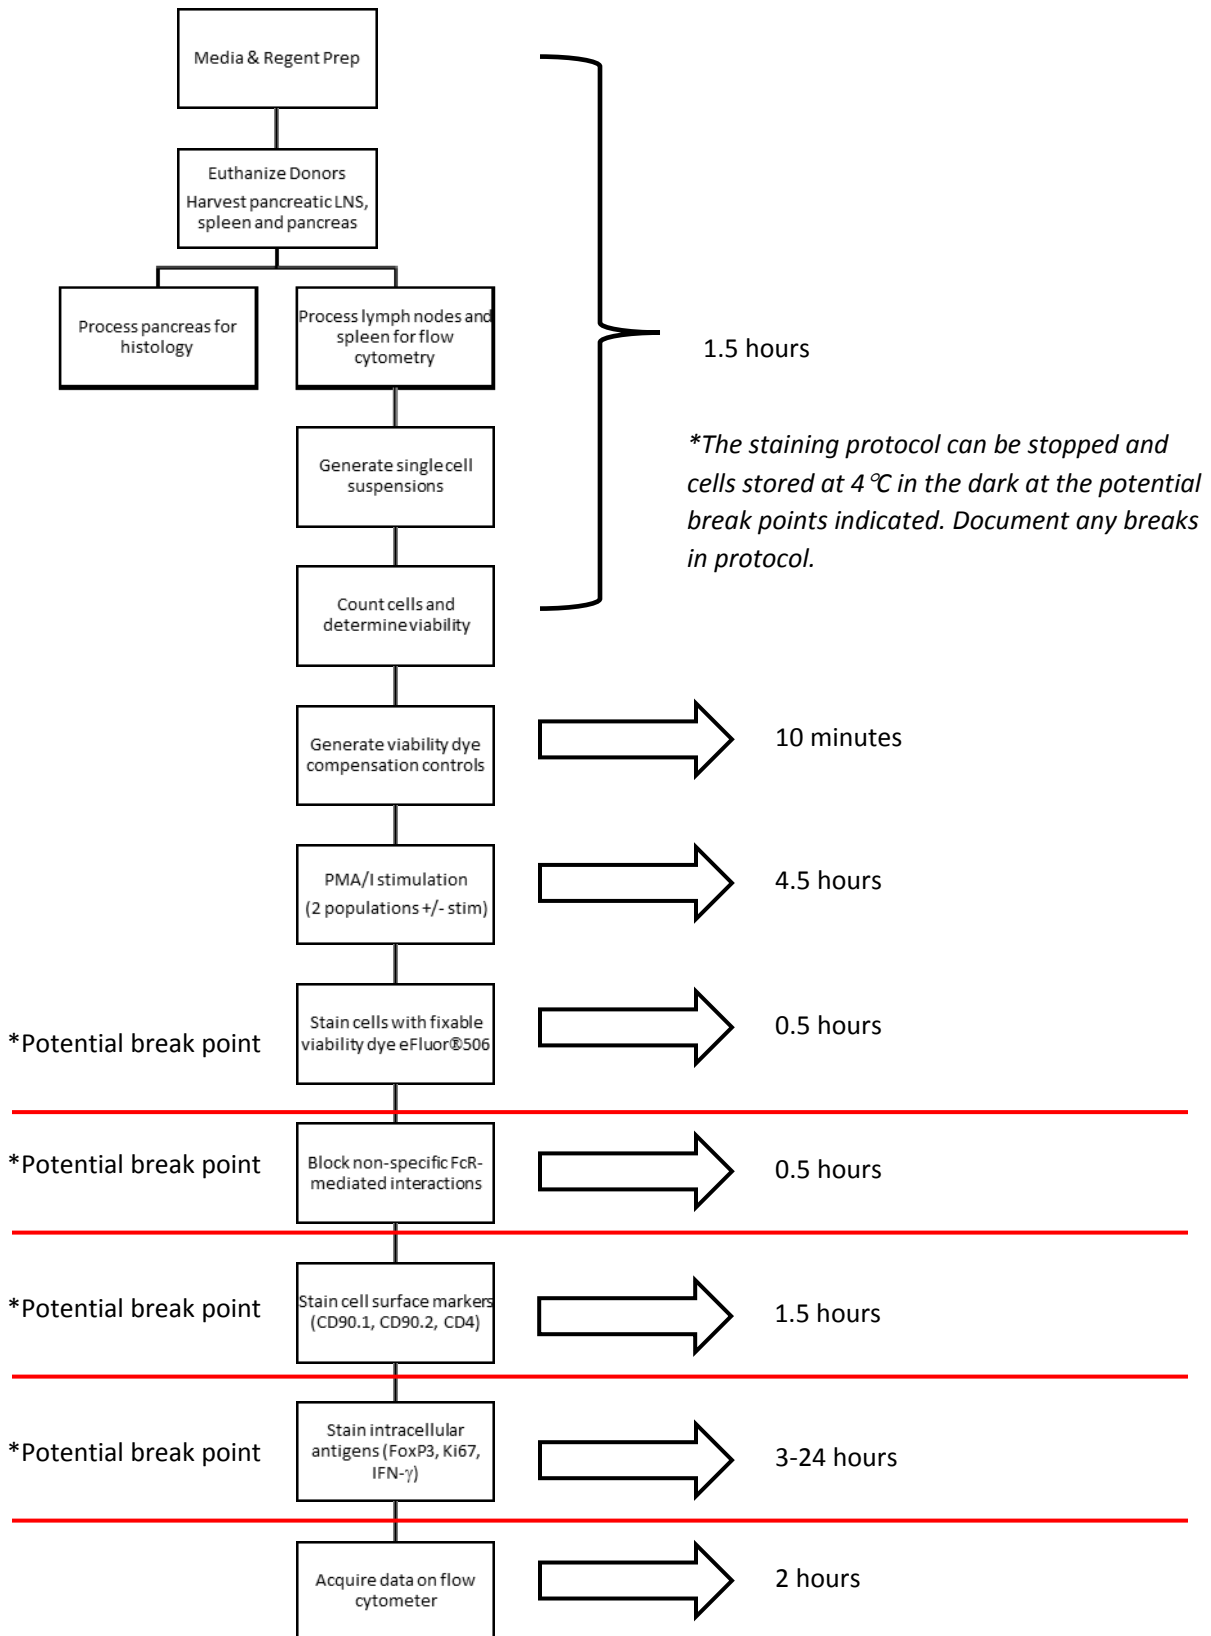 Media & Regent Prep
Euthanize Donors
Harvest pancreatic LNS,
spleen and pancreas
Process pancreas for
histology
Process lymph nodes and
spleen for flow
cytometry
1.5 hours
*The staining protocol can be stopped and
cells stored at 4°C in the dark at the potential
break points indicated. Document any breaks
in protocol.
Generate single cell
suspensions
Count cells and
determine viability
Generate viability dye
compensation controls
10 minutes
PMA/I stimulation
(2 populations +/- stim)
4.5 hours
*Potential break point
Stain cells with fixable
viability dye eFluor®506
0.5 hours
*Potential break point
Block non-specific FcR-
mediated interactions
0.5 hours
*Potential break point
Stain cell surface markers
(CD90.1, CD90.2, CD4)
1.5 hours
*Potential break point
Stain intracellular
antigens (FoxP3, Ki67,
IFN-γ)
3-24 hours
Acquire data on flow
cytometer
2 hours